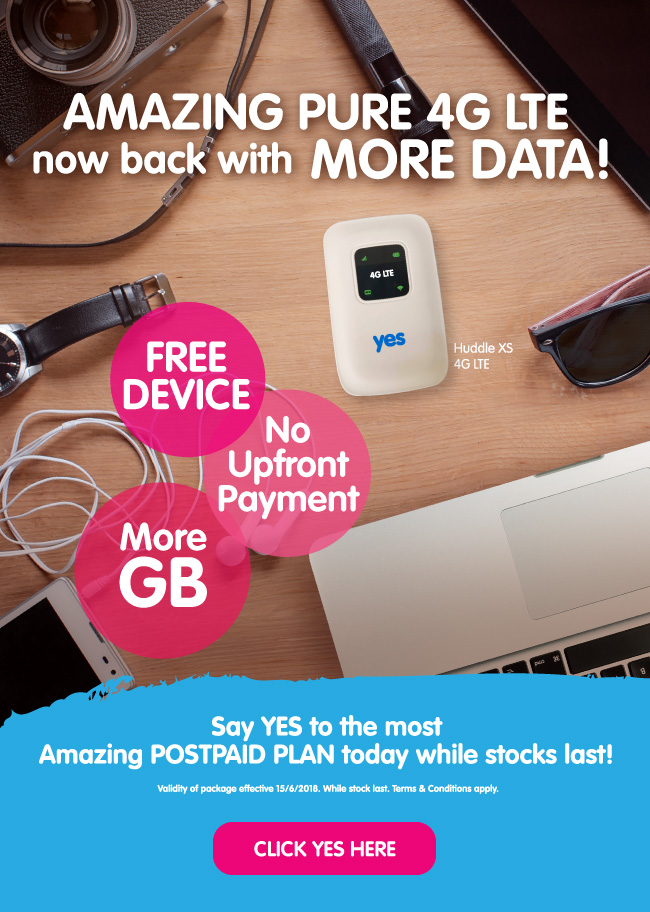 AMAZING PURE 4G LTE
now back with MORE DATA!
4G LTE
yes
Huddle XS
4G LTE
FREE
DEVICE
No
Upfront
Payment
More
GB
Say YES to the most
Amazing POSTPAID PLAN today while stocks last!
Validity of package effective 15/6/2018. While stock last. Terms & Conditions apply.
CLICK YES HERE